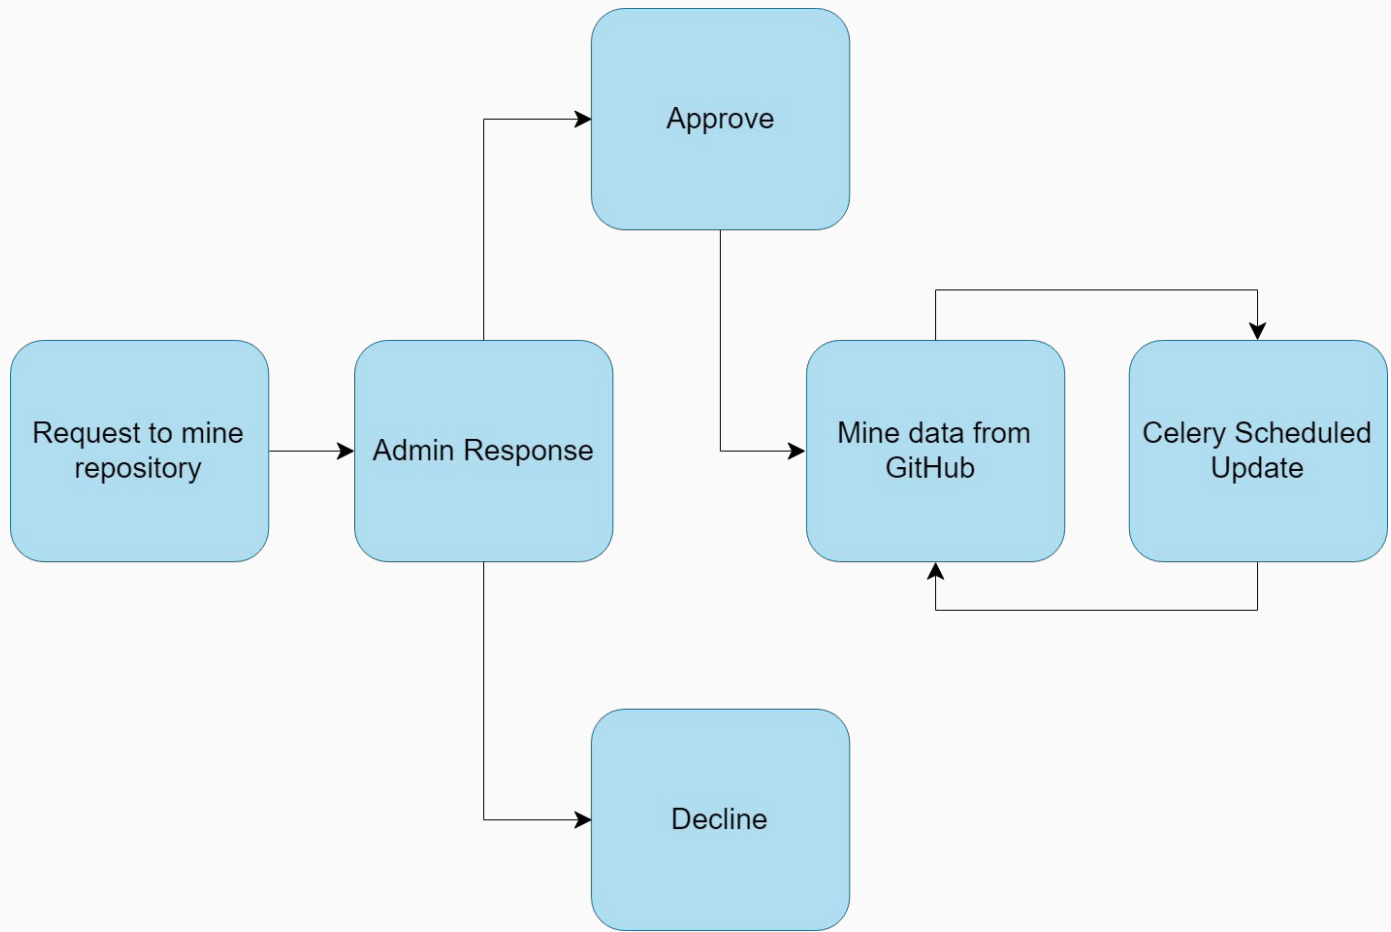 Approve
Request to mine
repository
Admin Response
Mine data from
GitHub
Celery Scheduled
Update
Decline